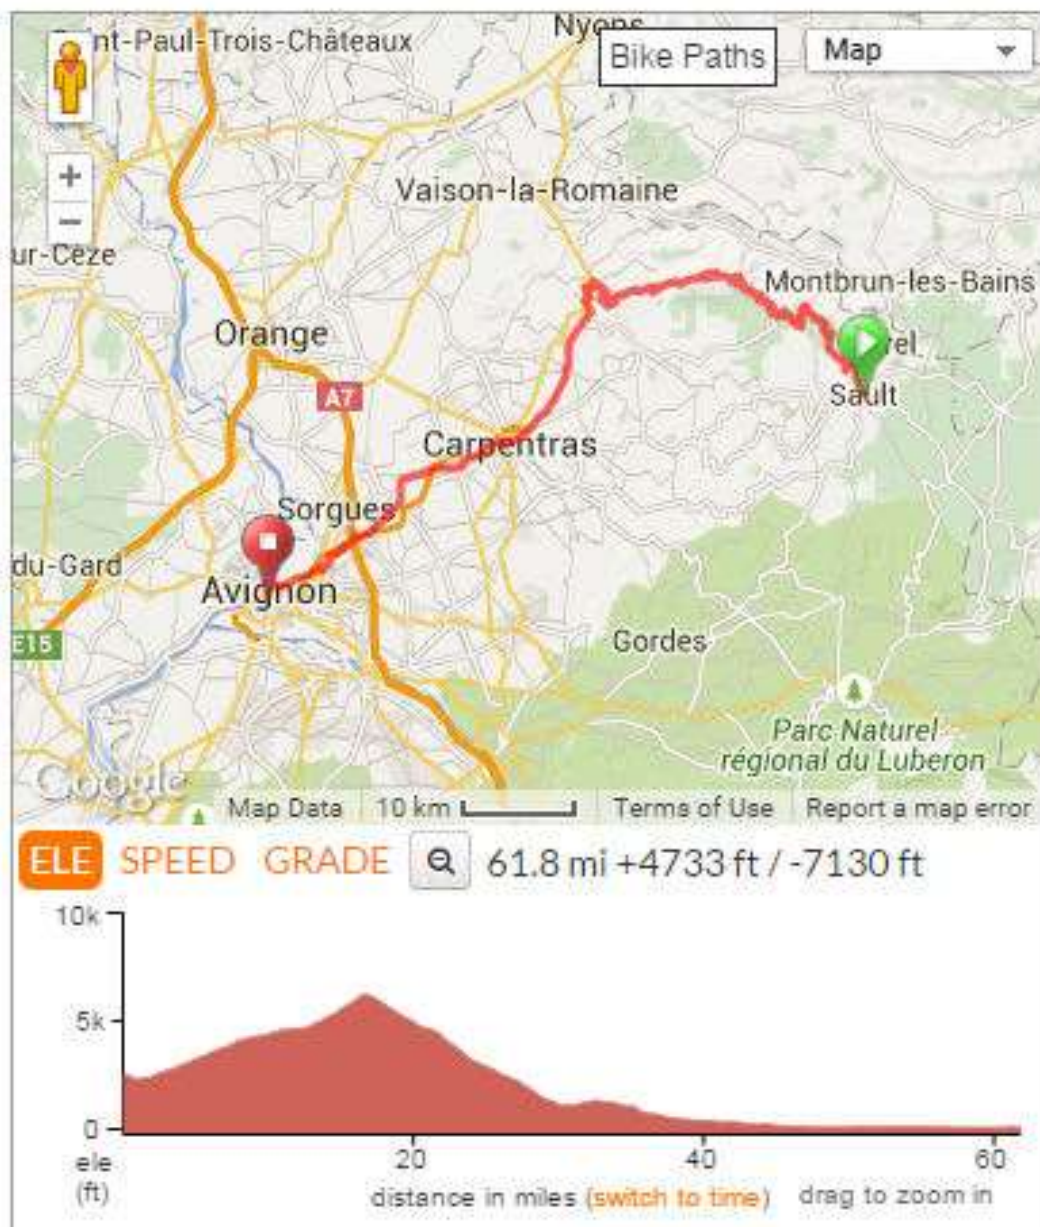 Nyons
int-Paul-Trois-Châteaux
Bike Paths
Map
+
Vaison-la-Romaine
−
ur-Cèze
Montbrun-les-Bains
Orange
rel
A7
Sault
Carpentras
Sorgues
du-Gard
Avignon
E15
Gordes
Parc Naturel
régional du Luberon
Google
Map Data 10 km Terms of Use Report a map error
ELE SPEED GRADE 61.8 mi +4733 ft / -7130 ft
10k
5k
0
ele
(ft)
20 40 60
distance in miles (switch to time) drag to zoom in